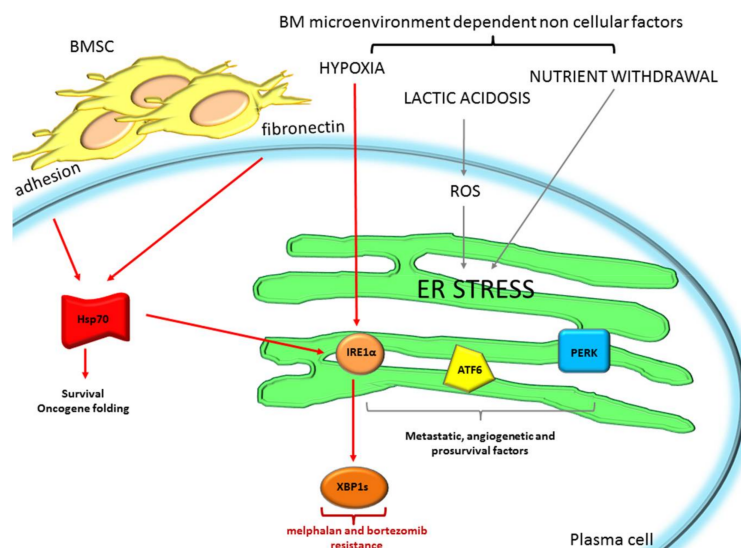 BM microenvironment dependent non cellular factors
BMSC
HYPOXIA
NUTRIENT WITHDRAWAL
LACTIC ACIDOSIS
fibronectin
adhesion
ROS
ER STRESS
Hsp70
IRE1α
ATF6
PERK
Survival
Oncogene folding
Metastatic, angiogenetic and
prosurvival factors
XBP1s
melphalan and bortezomib
resistance
Plasma cell